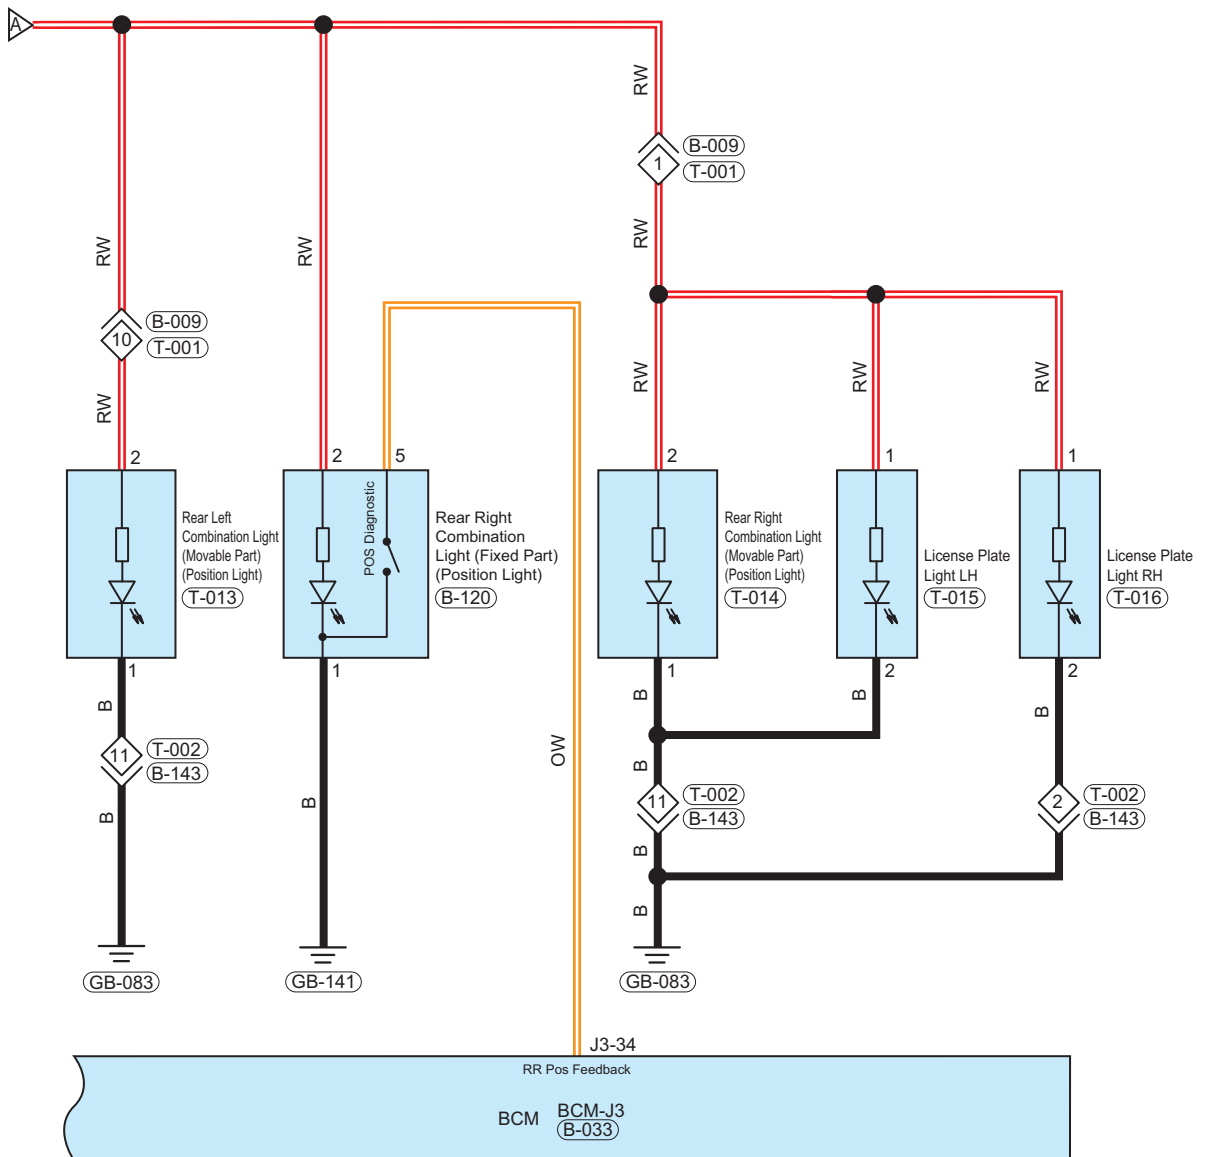 A
RW
B-009
1
T-001
RW
RW
RW
B-009
10
T-001
RW
RW
RW
RW
2
2
5
2
1
1
POS Diagnostic
Rear Left
Combination Light
(Movable Part)
(Position Light)
T-013
Rear Right
Combination
Light (Fixed Part)
(Position Light)
B-120
Rear Right
Combination Light
(Movable Part)
(Position Light)
T-014
License Plate
Light LH
T-015
License Plate
Light RH
T-016
1
1
1
2
2
B
B
B
B
OW
11
T-002
B-143
B
11
T-002
B-143
2
T-002
B-143
B
B
B
B
GB-083
GB-141
GB-083
J3-34
RR Pos Feedback
BCM
BCM-J3
B-033